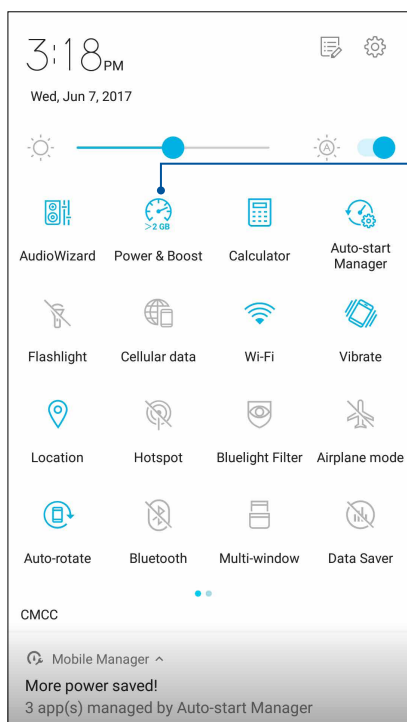 3:18 PM
Wed, Jun 7, 2017
A
>2 GB
AudioWizard Power & Boost Calculator Auto-start Manager
Flashlight Cellular data Wi-Fi Vibrate
Location Hotspot Bluelight Filter Airplane mode
Auto-rotate Bluetooth Multi-window Data Saver
CMCC
Mobile Manager
More power saved!
3 app(s) managed by Auto-start Manager